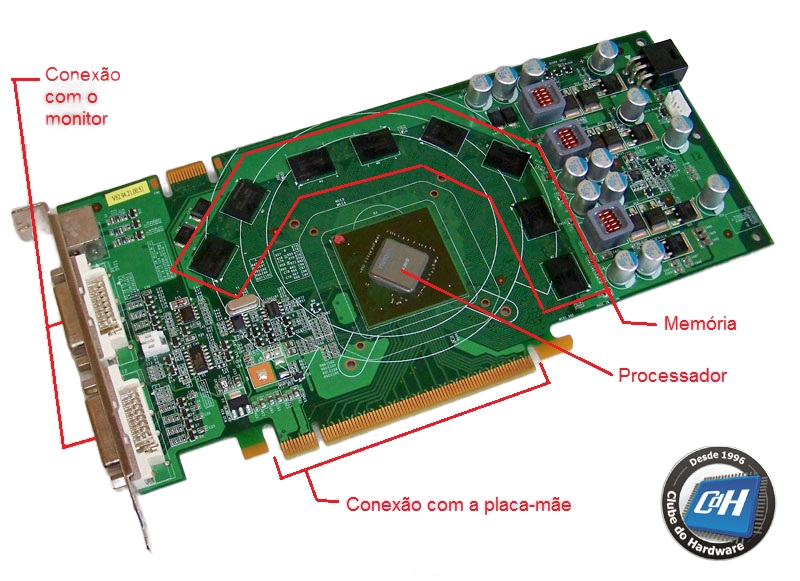 Conexão
com o
monitor
Memória
Processador
Conexão com a placa-mãe
Desde 1996
CdH
Clube do Hardware